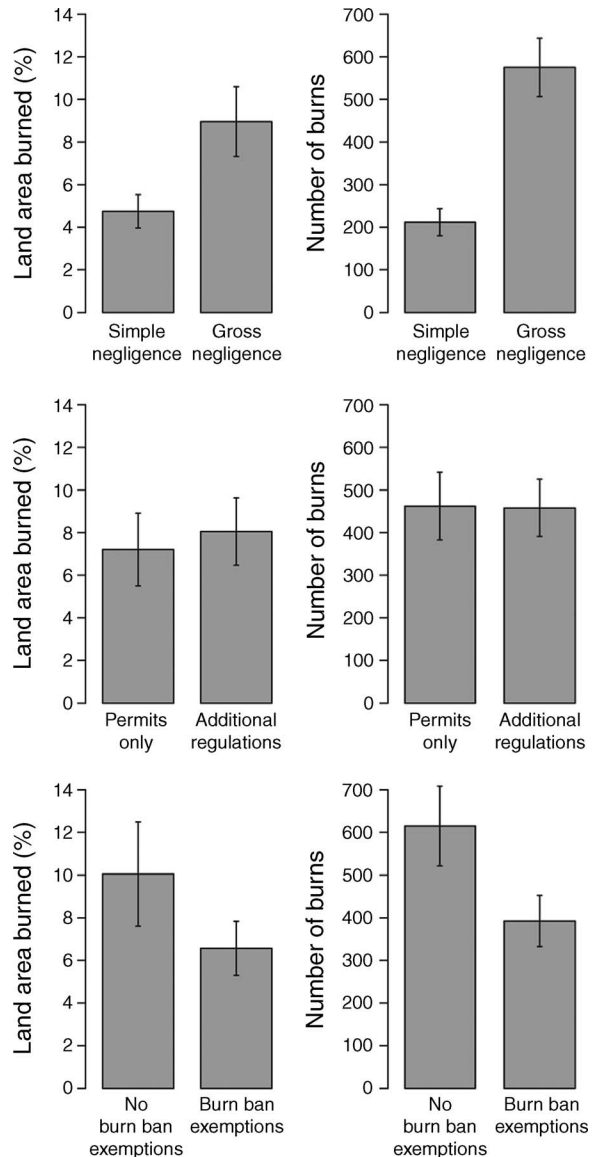 Land area burned (%)
14
12
10
8
6
4
2
0
Simple
negligence
Gross
negligence
Number of burns
700
600
500
400
300
200
100
0
Simple
negligence
Gross
negligence
Land area burned (%)
14
12
10
8
6
4
2
0
Permits
only
Additional
regulations
Number of burns
700
600
500
400
300
200
100
0
Permits
only
Additional
regulations
Land area burned (%)
14
12
10
8
6
4
2
0
No
burn ban
exemptions
Burn ban
exemptions
Number of burns
700
600
500
400
300
200
100
0
No
burn ban
exemptions
Burn ban
exemptions